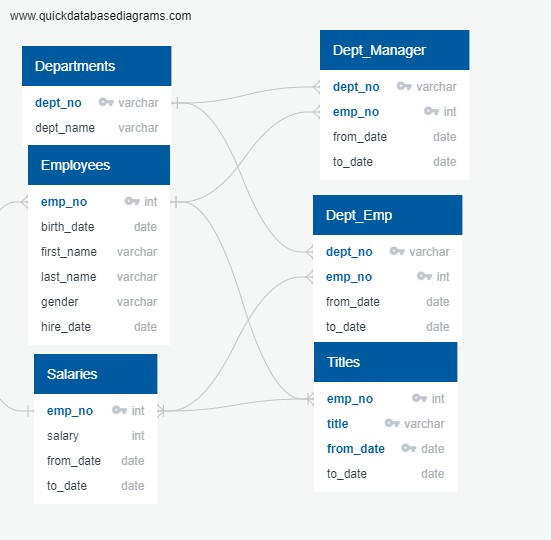 www.quickdatabasediagrams.com
Departments
dept_no varchar
dept_name varchar
Employees
emp_no int
birth_date date
first_name varchar
last_name varchar
gender varchar
hire_date date
Salaries
emp_no int
salary int
from_date date
to_date date
Dept_Manager
dept_no varchar
emp_no int
from_date date
to_date date
Dept_Emp
dept_no varchar
emp_no int
from_date date
to_date date
Titles
emp_no int
title varchar
from_date date
to_date date